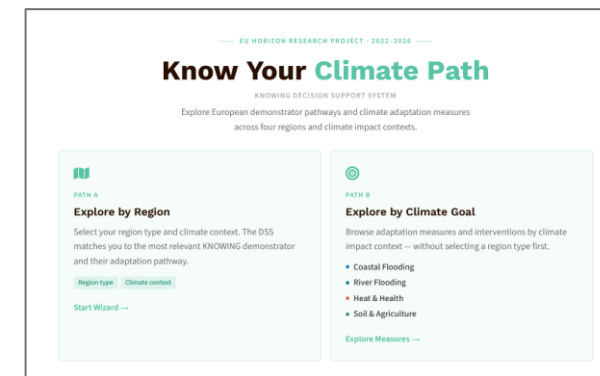 EU HORIZON RESEARCH PROJECT · 2022–2026
Know Your Climate Path
KNOWING DECISION SUPPORT SYSTEM
Explore European demonstrator pathways and climate adaptation measures
across four regions and climate impact contexts.
PATH A
Explore by Region
Select your region type and climate context. The DSS
matches you to the most relevant KNOWING demonstrator
and their adaptation pathway.
Region type
Climate context
Start Wizard →
PATH B
Explore by Climate Goal
Browse adaptation measures and interventions by climate
impact context — without selecting a region type first.
Coastal Flooding
River Flooding
Heat & Health
Soil & Agriculture
Explore Measures →